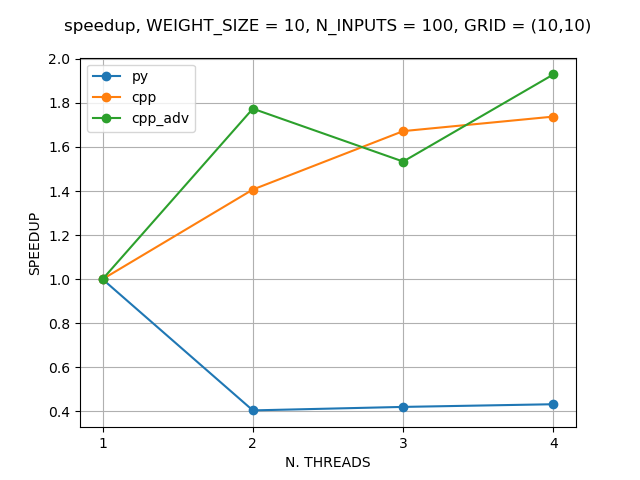 speedup, WEIGHT_SIZE = 10, N_INPUTS = 100, GRID = (10,10)
py
cpp
cpp_adv
2.0
1.8
1.6
1.4
1.2
1.0
0.8
0.6
0.4
SPEEDUP
1
2
3
4
N. THREADS